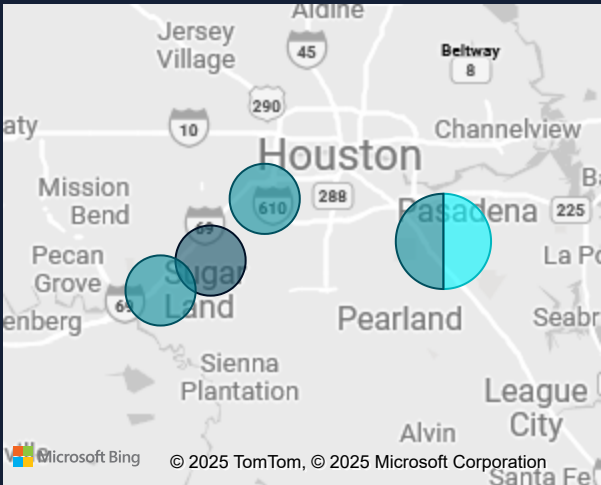 Aldine
Jersey
Village
45
Beltway
8
290
aty
10
Channelview
Houston
Mission
Bend
610
288
Pasadena
225
69
Pecan
Grove
Sugar
Land
La Po
69
enberg
Pearland
Seabr
Sienna
Plantation
League
City
Alvin
ville
Microsoft Bing
© 2025 TomTom, © 2025 Microsoft Corporation
Santa Fe